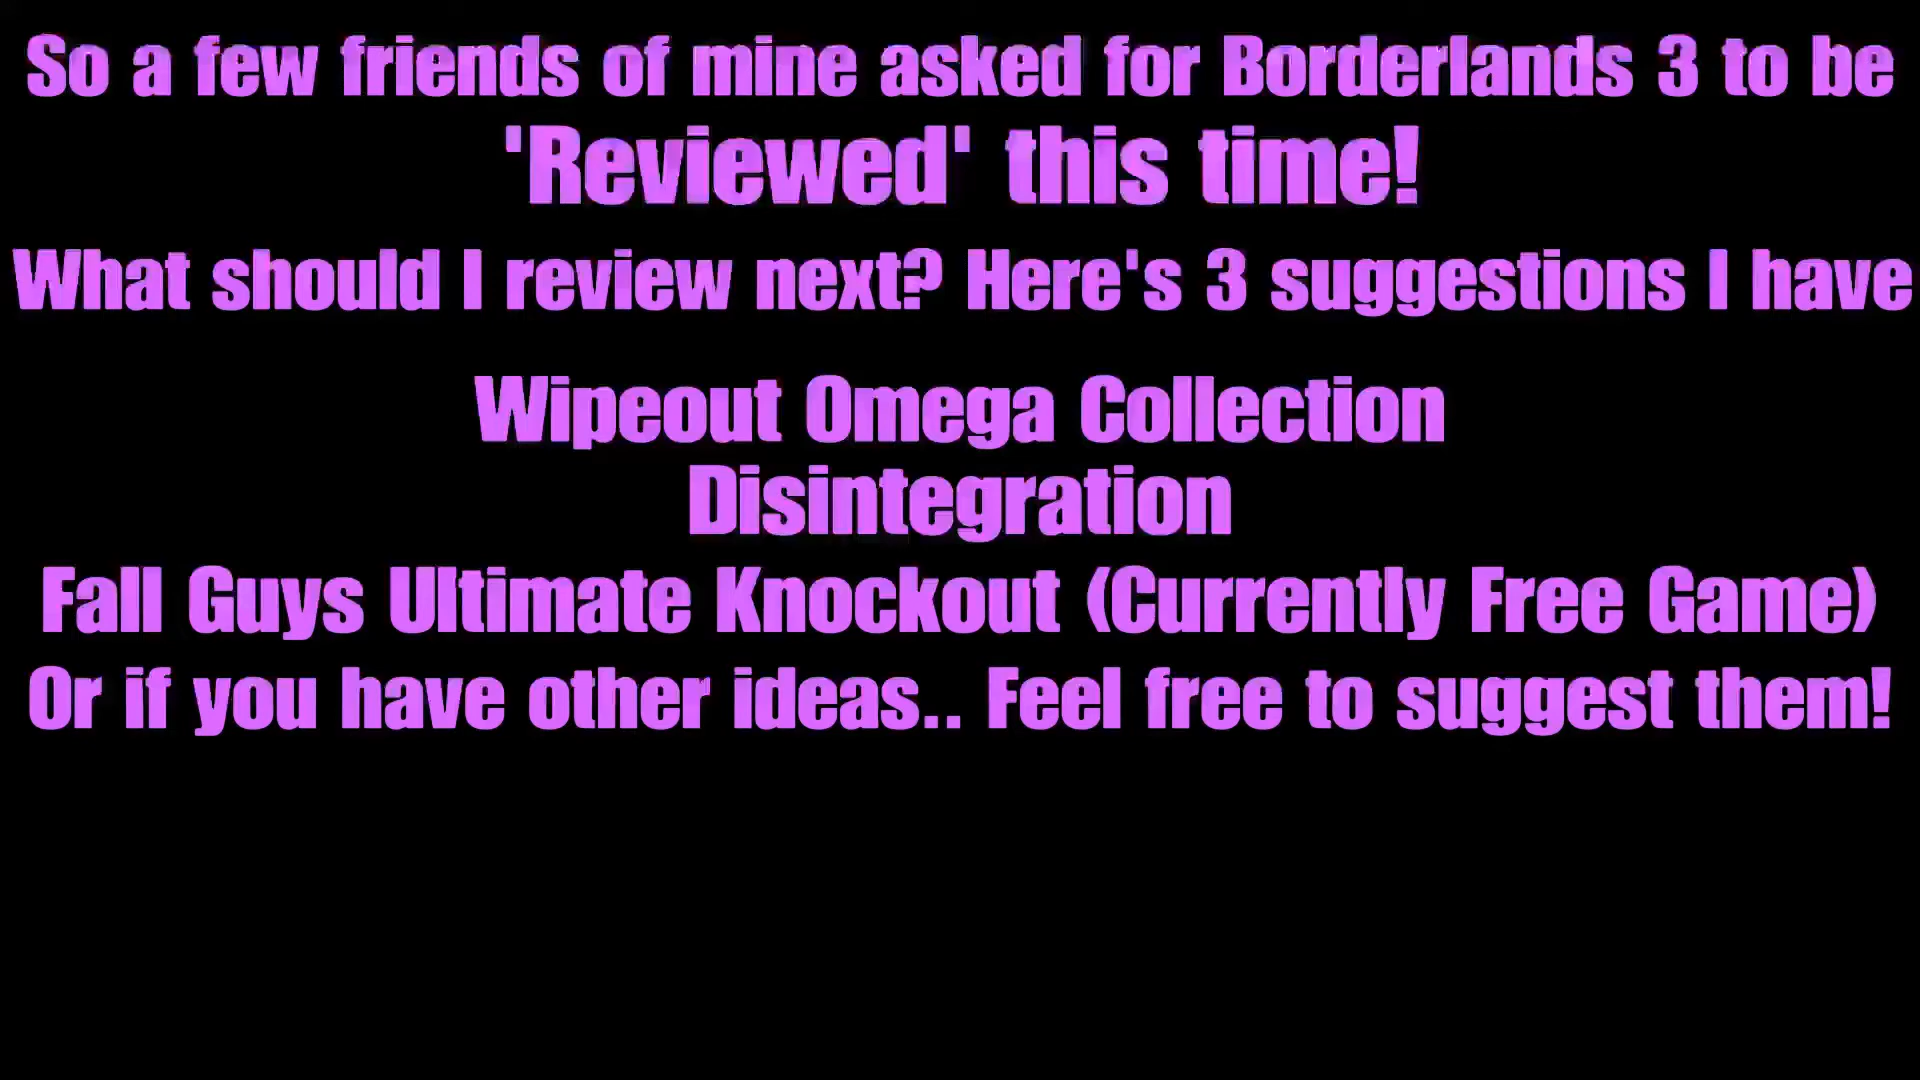 So a few friends of mine asked for Borderlands 3 to be
'Reviewed' this time!
What should I review next? Here's 3 suggestions I have
Wipeout Omega Collection
Disintegration
Fall Guys Ultimate Knockout (Currently Free Game)
Or if you have other ideas.. Feel free to suggest them!